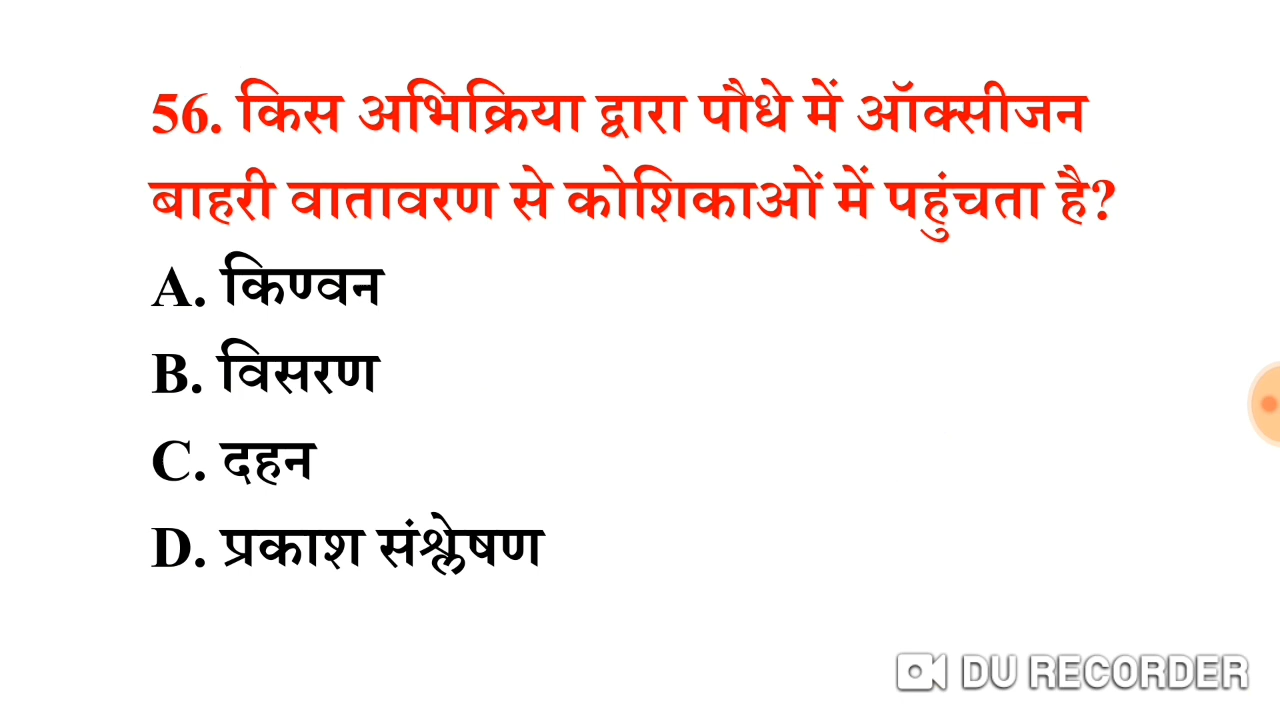 56. किस अभिक्रिया द्वारा पौधे में ऑक्सीजन
बाहरी वातावरण से कोशिकाओं में पहुंचता है?
A. किण्वन
B. विसरण
C. दहन
D. प्रकाश संश्लेषण
DU RECORDER